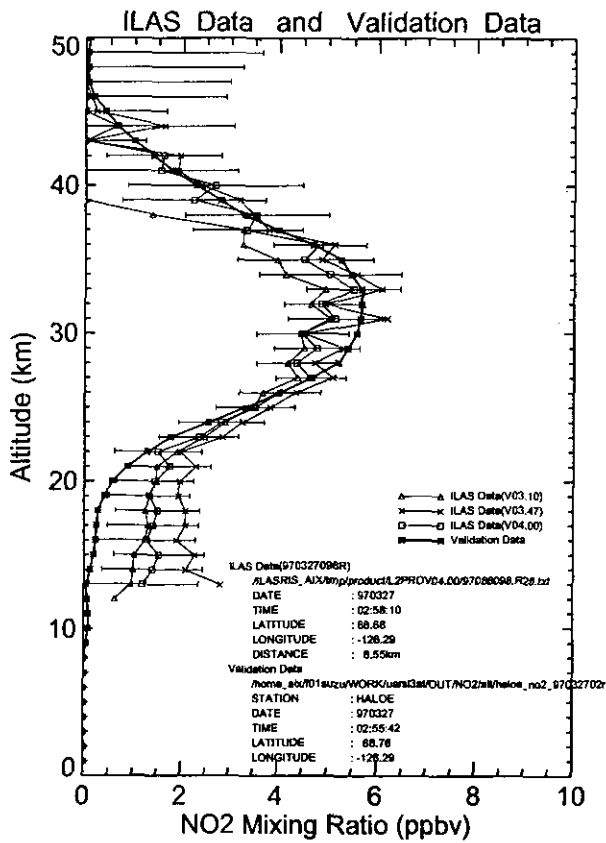 ILAS Data and Validation Data
50
40
30
20
10
0
Altitude (km)
0 2 4 6 8 10
NO2 Mixing Ratio (ppbv)
ILAS Data(V03.10)
ILAS Data(V03.47)
ILAS Data(V04.00)
Validation Data
ILAS Data(970327098R)
DATE : 970327
TIME : 02:58:10
LATITUDE : 68.68
LONGITUDE : -126.29
DISTANCE : 8.55km
Validation Data
STATION : HALOE
DATE : 970327
TIME : 02:55:42
LATITUDE : 68.76
LONGITUDE : -126.29